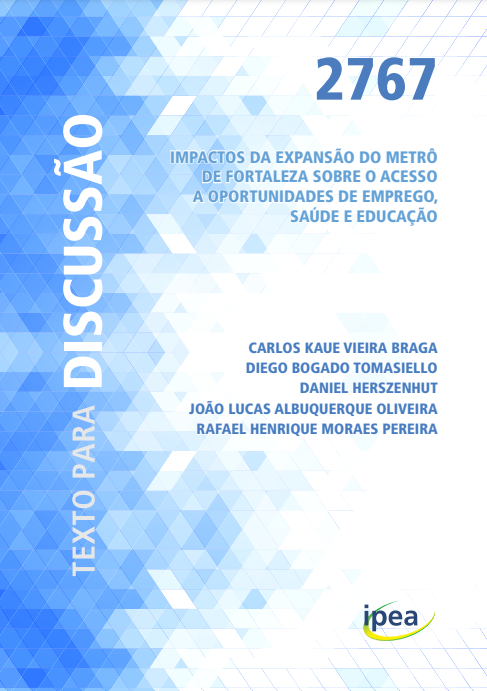 2767
IMPACTOS DA EXPANSÃO DO METRÔ
DE FORTALEZA SOBRE O ACESSO
A OPORTUNIDADES DE EMPREGO,
SAÚDE E EDUCAÇÃO
TEXTO PARA DISCUSSÃO
CARLOS KAUE VIEIRA BRAGA
DIEGO BOGADO TOMASIELLO
DANIEL HERSZENHUT
JOÃO LUCAS ALBUQUERQUE OLIVEIRA
RAFAEL HENRIQUE MORAES PEREIRA
ipea